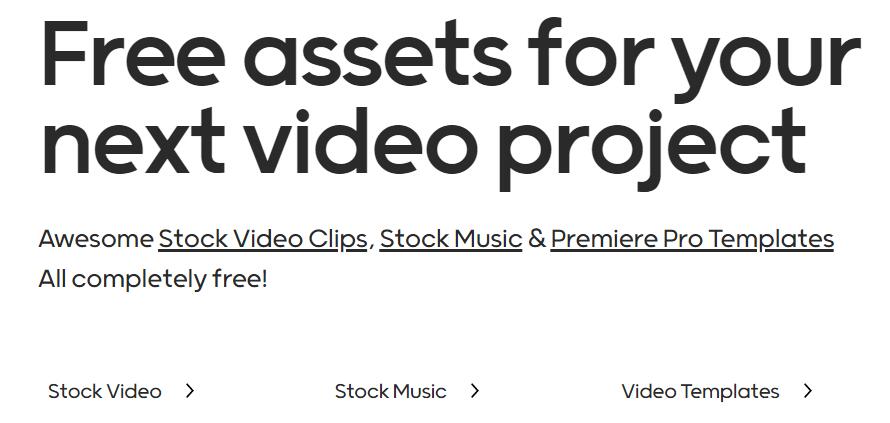 Free assets for your
next video project
Awesome Stock Video Clips, Stock Music & Premiere Pro Templates
All completely free!
Stock Video
Stock Music
Video Templates